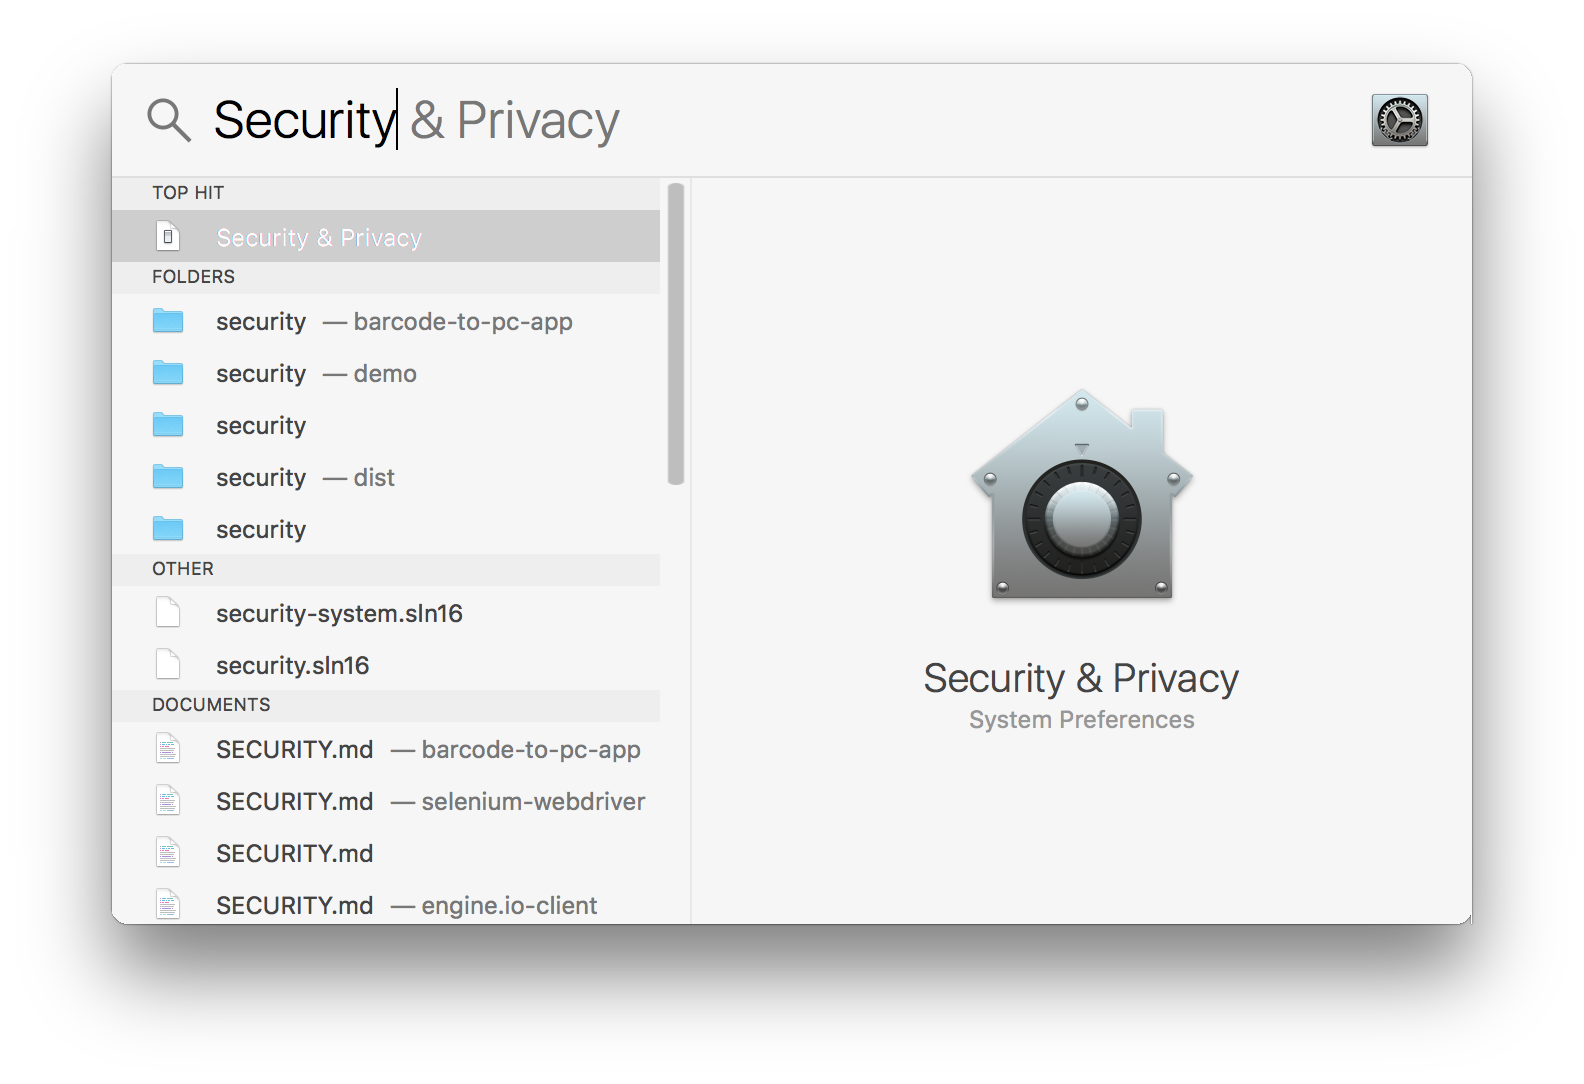 Security & Privacy
TOP HIT
Security & Privacy
FOLDERS
security — barcode-to-pc-app
security — demo
security
security — dist
security
OTHER
security-system.sln16
security.sln16
DOCUMENTS
SECURITY.md — barcode-to-pc-app
SECURITY.md — selenium-webdriver
SECURITY.md
SECURITY.md — engine.io-client
Security & Privacy
System Preferences